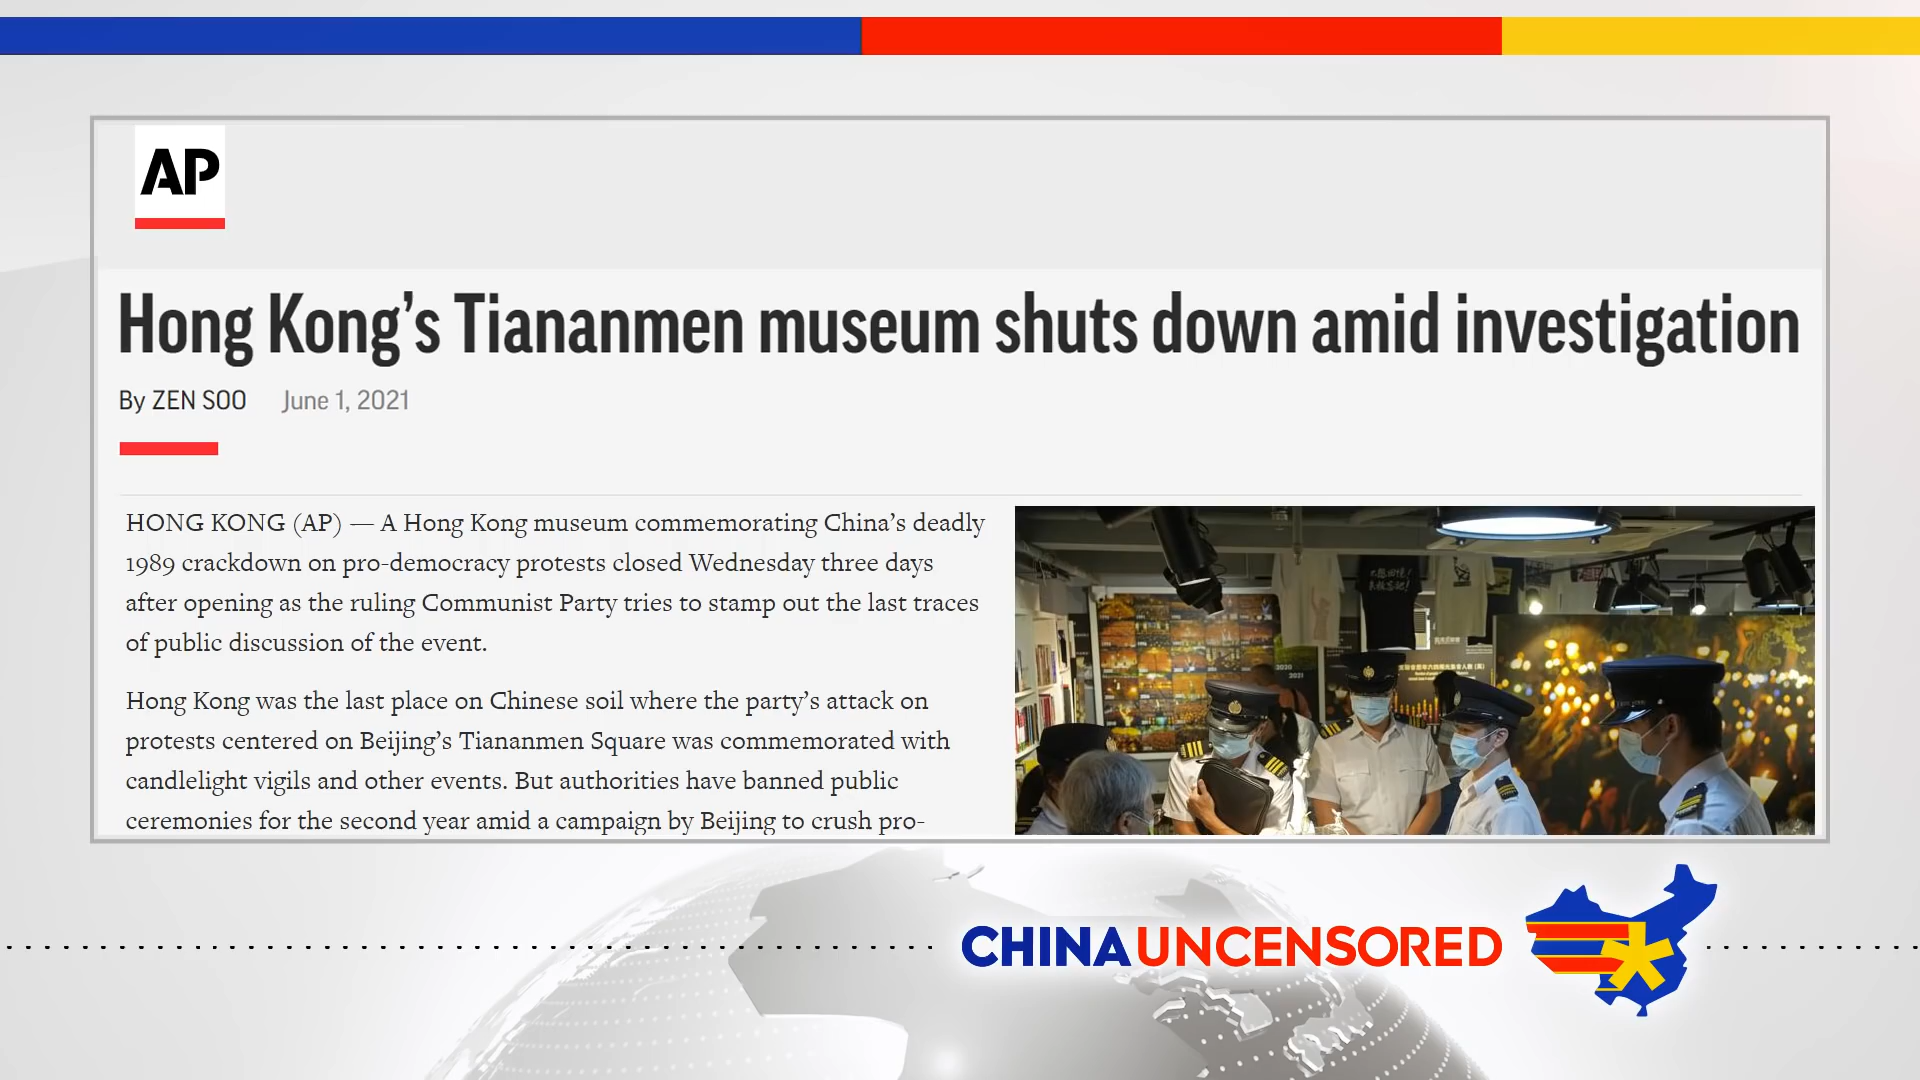 AP
Hong Kong’s Tiananmen museum shuts down amid investigation
By ZEN SOO June 1, 2021
HONG KONG (AP) — A Hong Kong museum commemorating China’s deadly
1989 crackdown on pro-democracy protests closed Wednesday three days
after opening as the ruling Communist Party tries to stamp out the last traces
of public discussion of the event.
Hong Kong was the last place on Chinese soil where the party’s attack on
protests centered on Beijing’s Tiananmen Square was commemorated with
candlelight vigils and other events. But authorities have banned public
ceremonies for the second year amid a campaign by Beijing to crush pro-
2020
2021
CHINA UNCENSORED